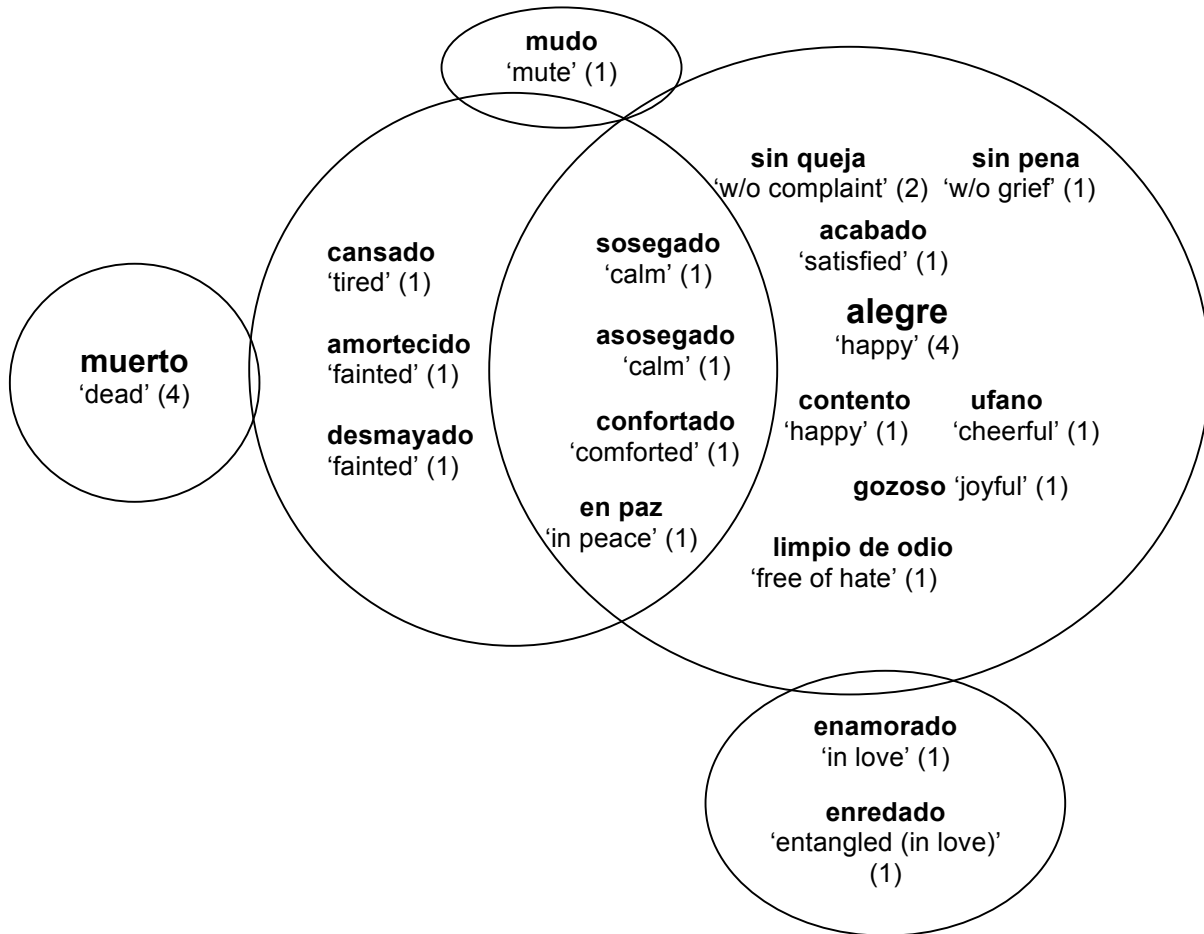 mudo
‘mute’ (1)
sin queja
‘w/o complaint’ (2)
sin pena
‘w/o grief’ (1)
cansado
‘tired’ (1)
sosegado
‘calm’ (1)
acabado
‘satisfied’ (1)
alegre
‘happy’ (4)
muerto
‘dead’ (4)
amortecido
‘fainted’ (1)
asosegado
‘calm’ (1)
contento
‘happy’ (1)
ufano
‘cheerful’ (1)
desmayado
‘fainted’ (1)
confortado
‘comforted’ (1)
gozoso ‘joyful’ (1)
en paz
‘in peace’ (1)
limpio de odio
‘free of hate’ (1)
enamorado
‘in love’ (1)
enredado
‘entangled (in love)’
(1)